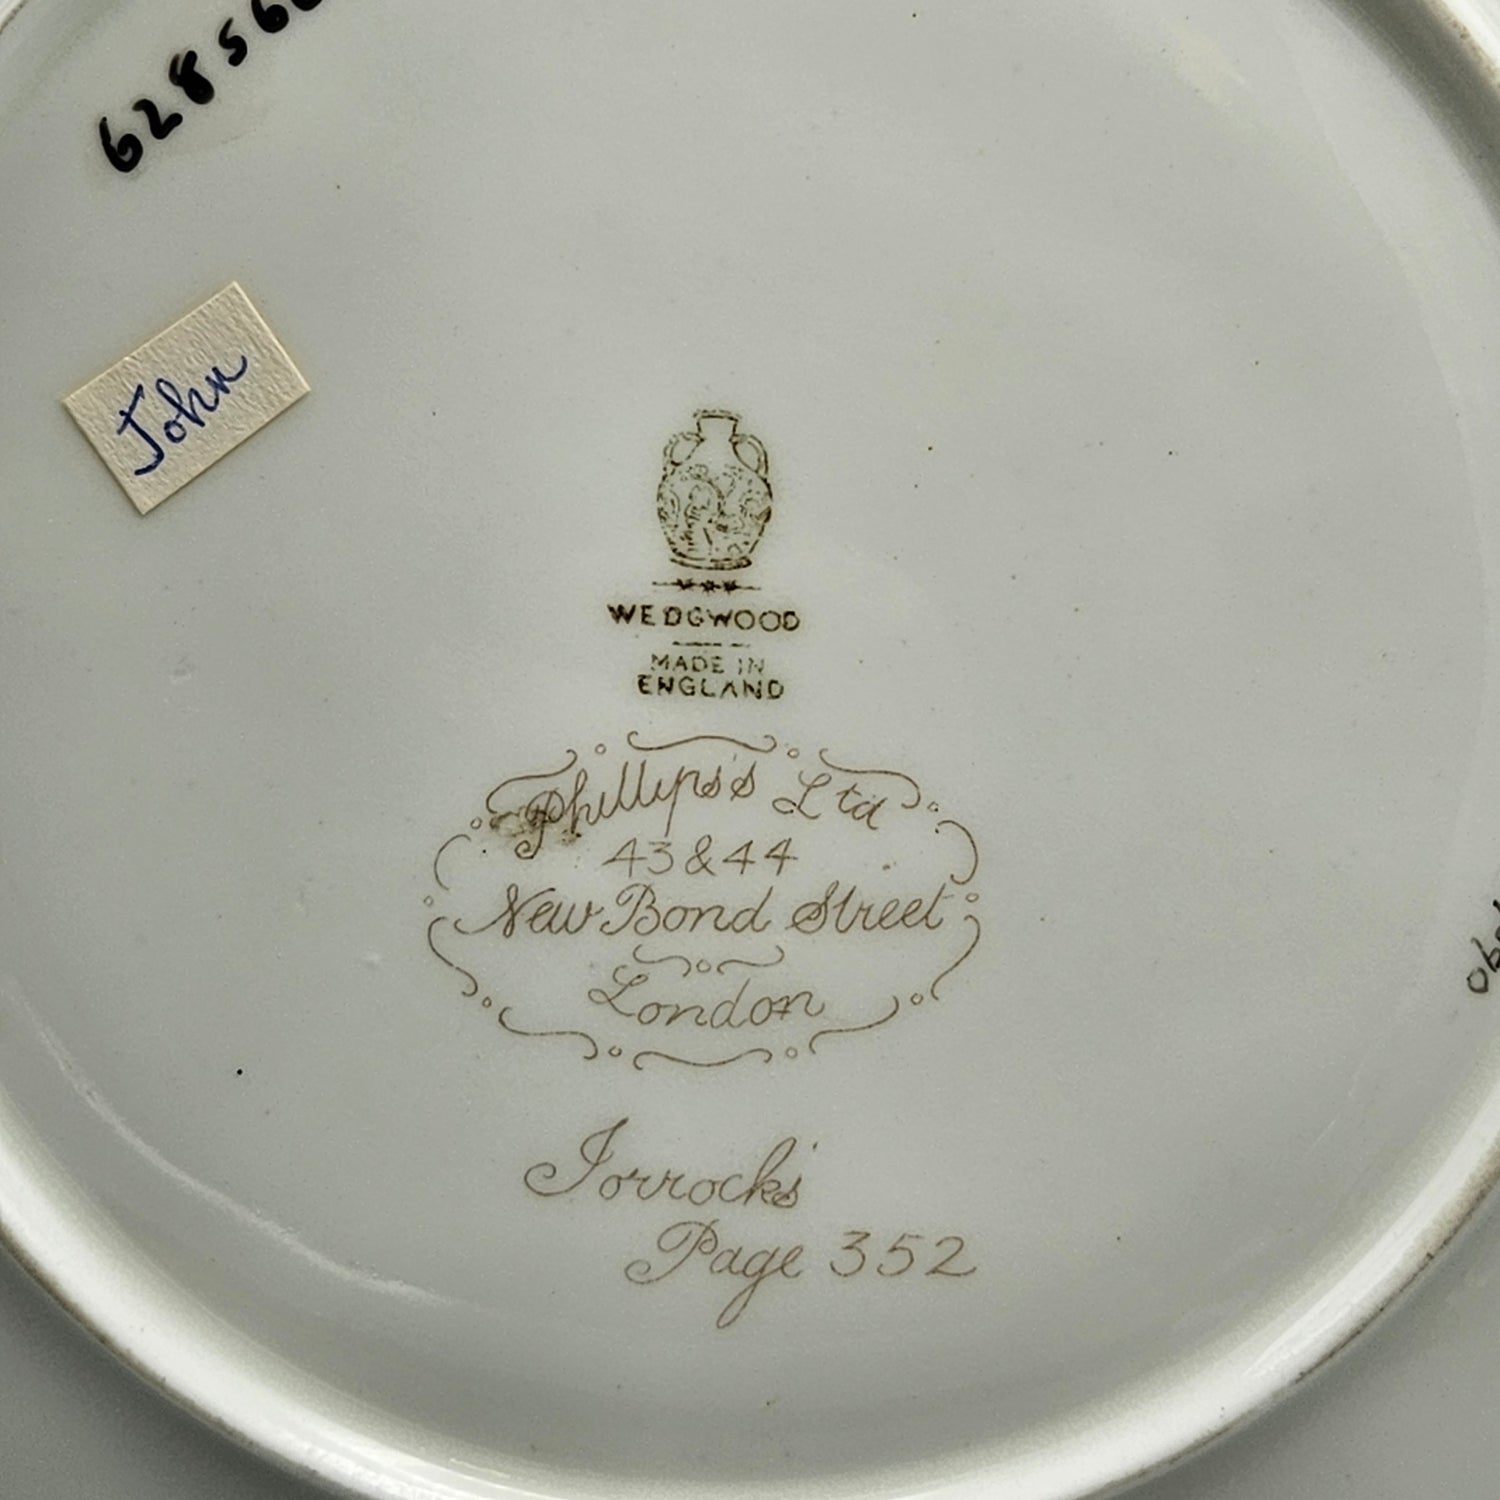 John
WEDGWOOD
MADE IN
ENGLAND
Phillips's Ltd
43 & 44
New Bond Street
London
Jorrocks'
Page 352